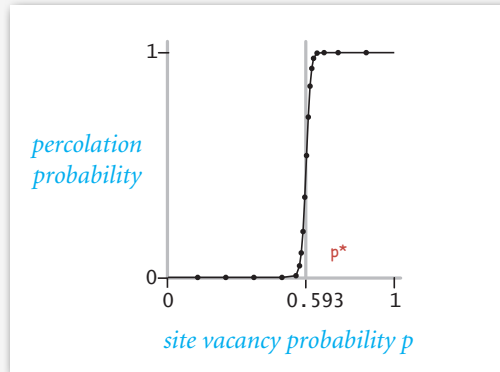 1
percolation
probability
p*
0
0 0.593 1
site vacancy probability p